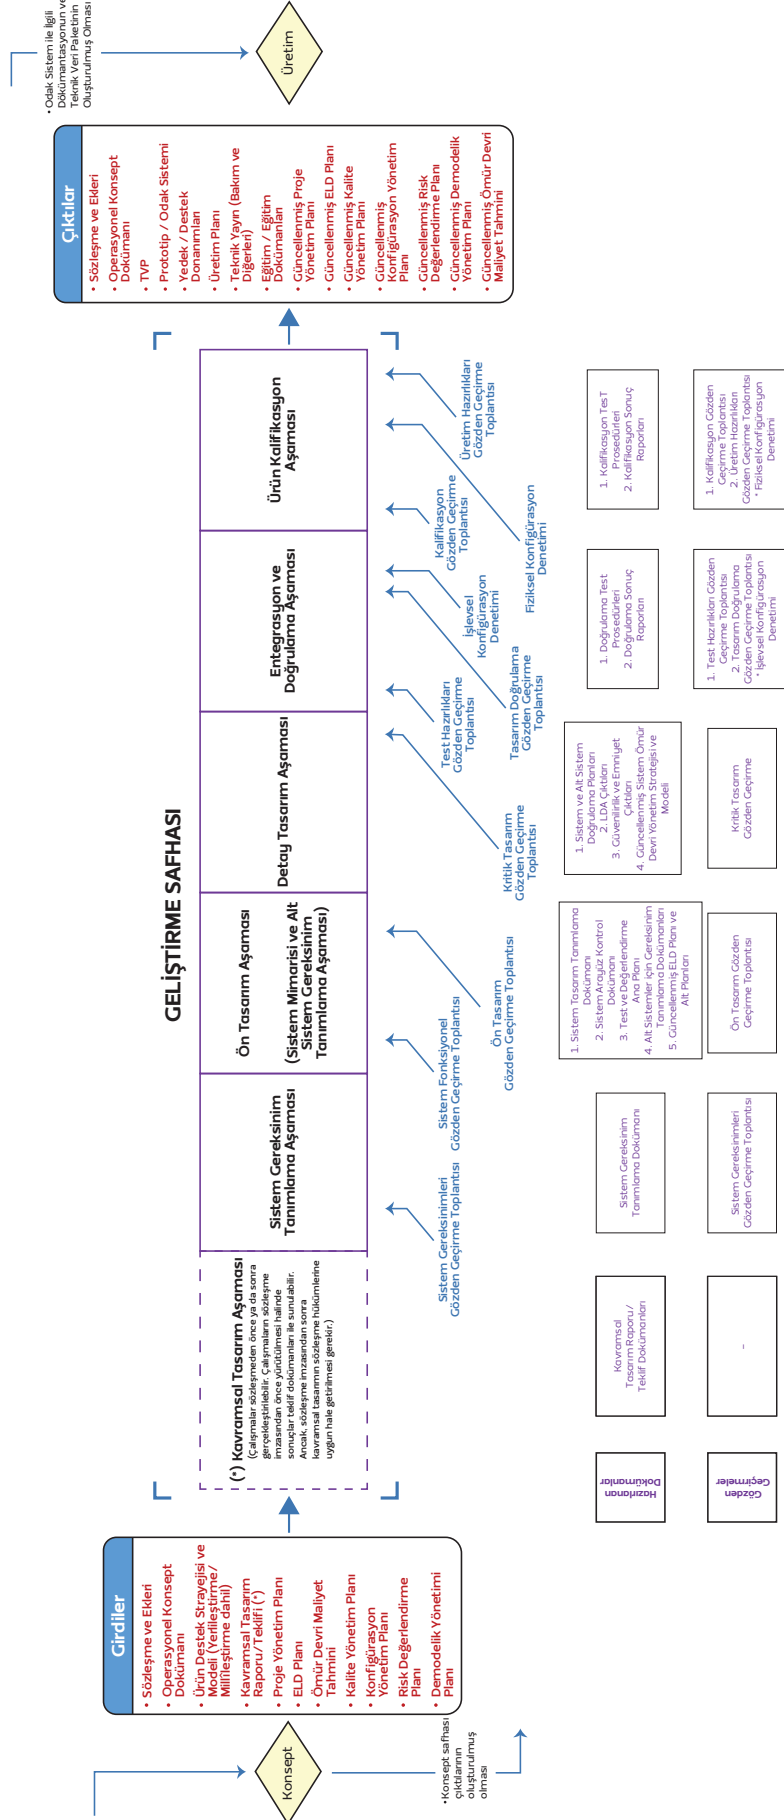 GELİŞTİRME SAFHASI
Konsept
• Konsept safhası
çıktılarının
oluşturulmuş
olması
Girdiler
• Sözleşme ve Ekleri
• Operasyonel Konsept
Dokümanı
• Ürün Destek Strayejisi ve
Modeli (Yerlileştirme/
Millîleştirme dahil)
• Kavramsal Tasarım
Raporu/Teklifi (*)
• Proje Yönetim Planı
• ELD Planı
• Ömür Devri Maliyet
Tahmini
• Kalite Yönetim Planı
• Konfigürasyon
Yönetim Planı
• Risk Değerlendirme
Planı
• Demodelik Yönetimi
Planı
(*) Kavramsal Tasarım Aşaması
(Çalışmalar sözleşmeden önce ya da sonra
gerçekleştirilebilir. Çalışmaların sözleşme
imzasından önce yürütülmesi halinde
sonuçlar teklif dokümanları ile sunulabilir.
Ancak, sözleşme imzasından sonra
kavramsal tasarımın sözleşme hükümlerine
uygun hale getirilmesi gerekir.)
Sistem Gereksinim
Tanımlama Aşaması
Ön Tasarım Aşaması
(Sistem Mimarisi ve Alt
Sistem Gereksinim
Tanımlama Aşaması)
Detay Tasarım Aşaması
Entegrasyon ve
Doğrulama Aşaması
Ürün Kalifikasyon
Aşaması
Sistem Gereksinimleri
Gözden Geçirme Toplantısı
Sistem Fonksiyonel
Gözden Geçirme Toplantısı
Ön Tasarım
Gözden Geçirme Toplantısı
Kritik Tasarım
Gözden Geçirme
Toplantısı
Test Hazırlıkları
Gözden Geçirme
Toplantısı
Tasarım Doğrulama
Gözden Geçirme
Toplantısı
İşlevsel
Konfigürasyon
Denetimi
Kalifikasyon
Gözden Geçirme
Toplantısı
Fiziksel Konfigürasyon
Denetimi
Üretim Hazırlıkları
Gözden Geçirme
Toplantısı
Çıktılar
• Sözleşme ve Ekleri
• Operasyonel Konsept
Dokümanı
• TVP
• Prototip / Odak Sistemi
• Yedek / Destek
Donanımları
• Üretim Planı
• Teknik Yayın (Bakım ve
Diğerleri)
• Eğitim / Eğitim
Dokümanları
• Güncellenmiş Proje
Yönetim Planı
• Güncellenmiş ELD Planı
• Güncellenmiş Kalite
Yönetim Planı
• Güncellenmiş
Konfigürasyon Yönetim
Planı
• Güncellenmiş Risk
Değerlendirme Planı
• Güncellenmiş Demodelik
Yönetim Planı
• Güncellenmiş Ömür Devri
Maliyet Tahmini
• Odak Sistem ile İlgili
Dökümantasyonun ve
Teknik Veri Paketinin
Oluşturulmuş Olması
Üretim
Hazırlanan
Dokümanlar
Kavramsal
Tasarım Raporu/
Teklif Dokümanları
Sistem Gereksinim
Tanımlama Dokümanı
1. Sistem Tasarım Tanımlama
Dokümanı
2. Sistem Arayüz Kontrol
Dokümanı
3. Test ve Değerlendirme
Ana Planı
4. Alt Sistemler için Gereksinim
Tanımlama Dokümanları
5. Güncellenmiş ELD Planı ve
Alt Planları
1. Sistem ve Alt Sistem
Doğrulama Planları
2. LDA Çıktıları
3. Güvenilirlik ve Emniyet
Çıktıları
4. Güncellenmiş Sistem Ömür
Devri Yönetim Stratejisi ve
Modeli
1. Doğrulama Test
Prosedürleri
2. Doğrulama Sonuç
Raporları
1. Kalifikasyon TesT
Prosedürleri
2. Kalifikasyon Sonuç
Raporları
Gözden
Geçirmeler
–
Sistem Gereksinimleri
Gözden Geçirme Toplantısı
Ön Tasarım Gözden
Geçirme Toplantısı
Kritik Tasarım
Gözden Geçirme
1. Test Hazırlıkları Gözden
Geçirme Toplantısı
2. Tasarım Doğrulama
Gözden Geçirme Toplantısı
* İşlevsel Konfigürasyon
Denetimi
1. Kalifikasyon Gözden
Geçirme Toplantısı
2. Üretim Hazırlıkları
Gözden Geçirme Toplantısı
* Fiziksel Konfigürasyon
Denetimi